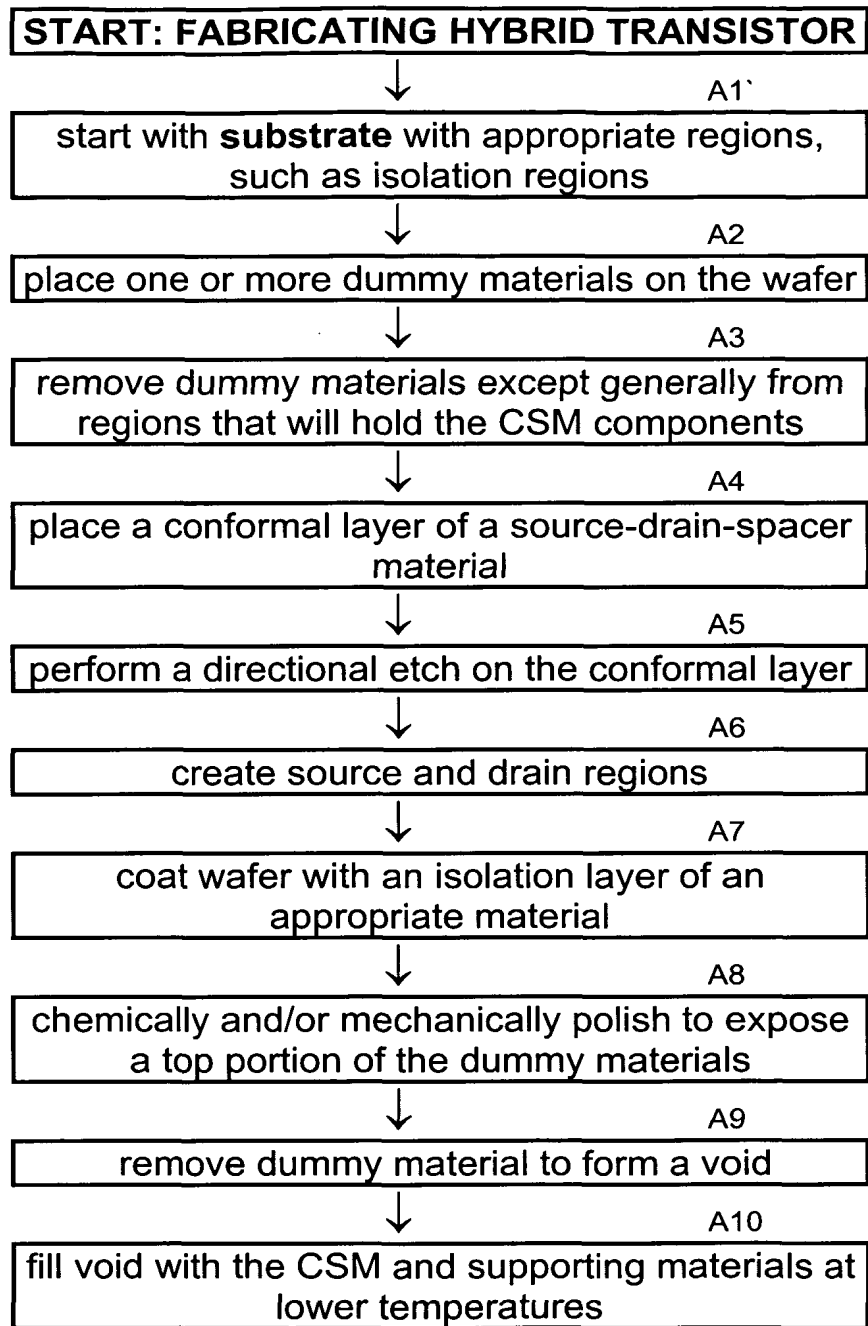 START: FABRICATING HYBRID TRANSISTOR
A1`
start with substrate with appropriate regions,
such as isolation regions
A2
place one or more dummy materials on the wafer
A3
remove dummy materials except generally from
regions that will hold the CSM components
A4
place a conformal layer of a source-drain-spacer
material
A5
perform a directional etch on the conformal layer
A6
create source and drain regions
A7
coat wafer with an isolation layer of an
appropriate material
A8
chemically and/or mechanically polish to expose
a top portion of the dummy materials
A9
remove dummy material to form a void
A10
fill void with the CSM and supporting materials at
lower temperatures